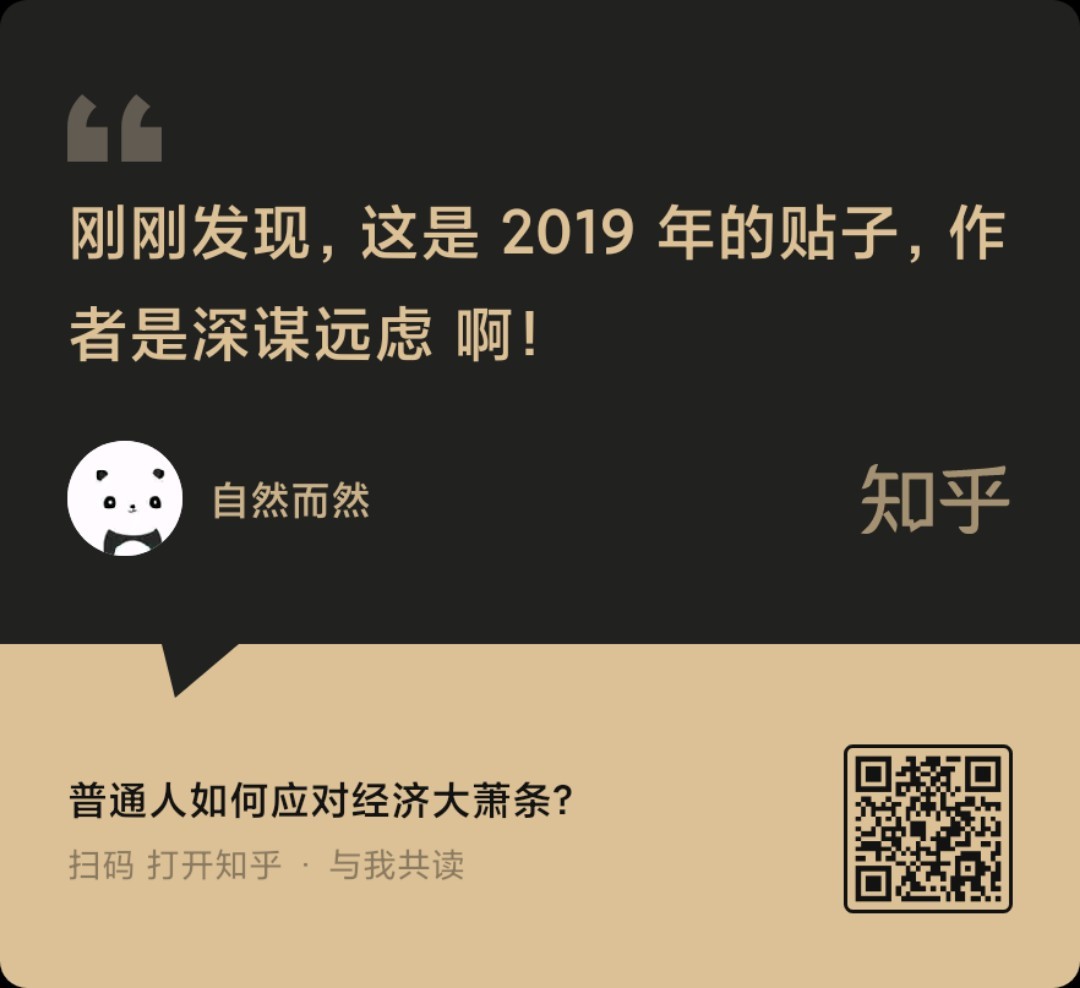 刚刚发现，这是 2019 年的贴子，作
者是深谋远虑 啊！
自然而然
知乎
普通人如何应对经济大萧条？
扫码 打开知乎 · 与我共读